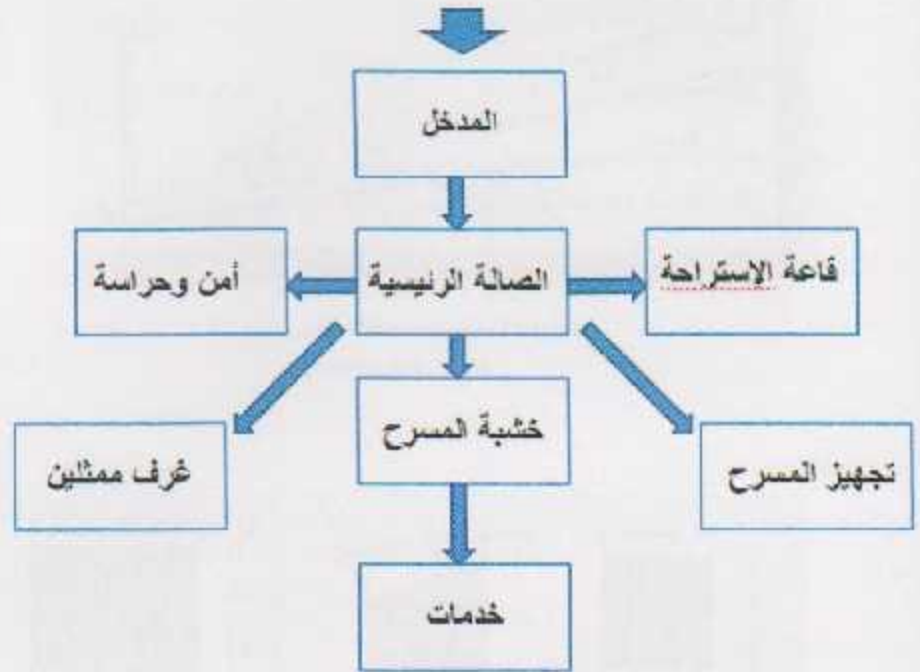 المدخل
قاعة الإستراحة
الصالة الرئيسية
أمن وحراسة
خشبة المسرح
تجهيز المسرح
غرف ممثلين
خدمات